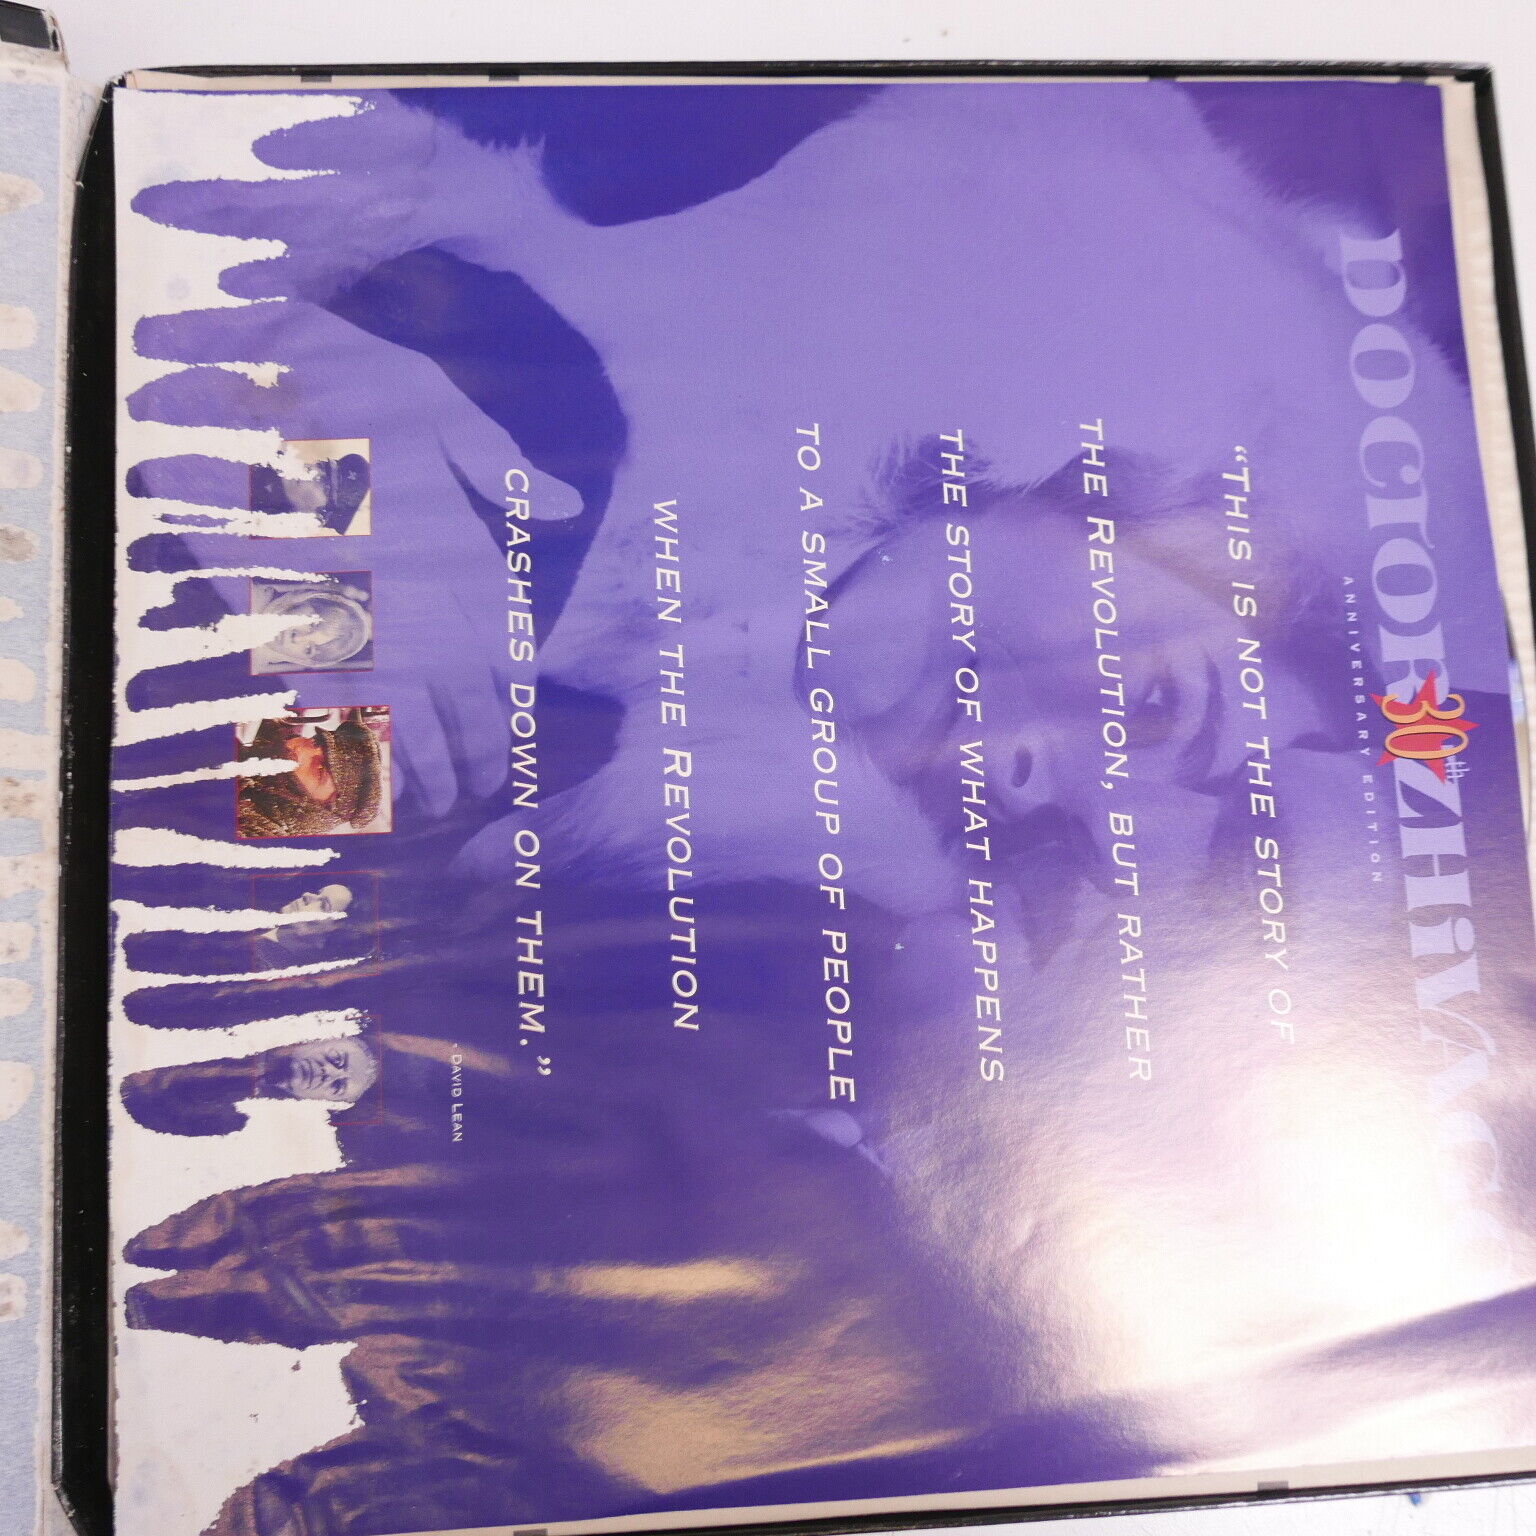 DOCTOR ZHiVAGO
30th
ANNIVERSARY EDITION
“THIS IS NOT THE STORY OF
THE REVOLUTION, BUT RATHER
THE STORY OF WHAT HAPPENS
TO A SMALL GROUP OF PEOPLE
WHEN THE REVOLUTION
CRASHES DOWN ON THEM.”
- DAVID LEAN